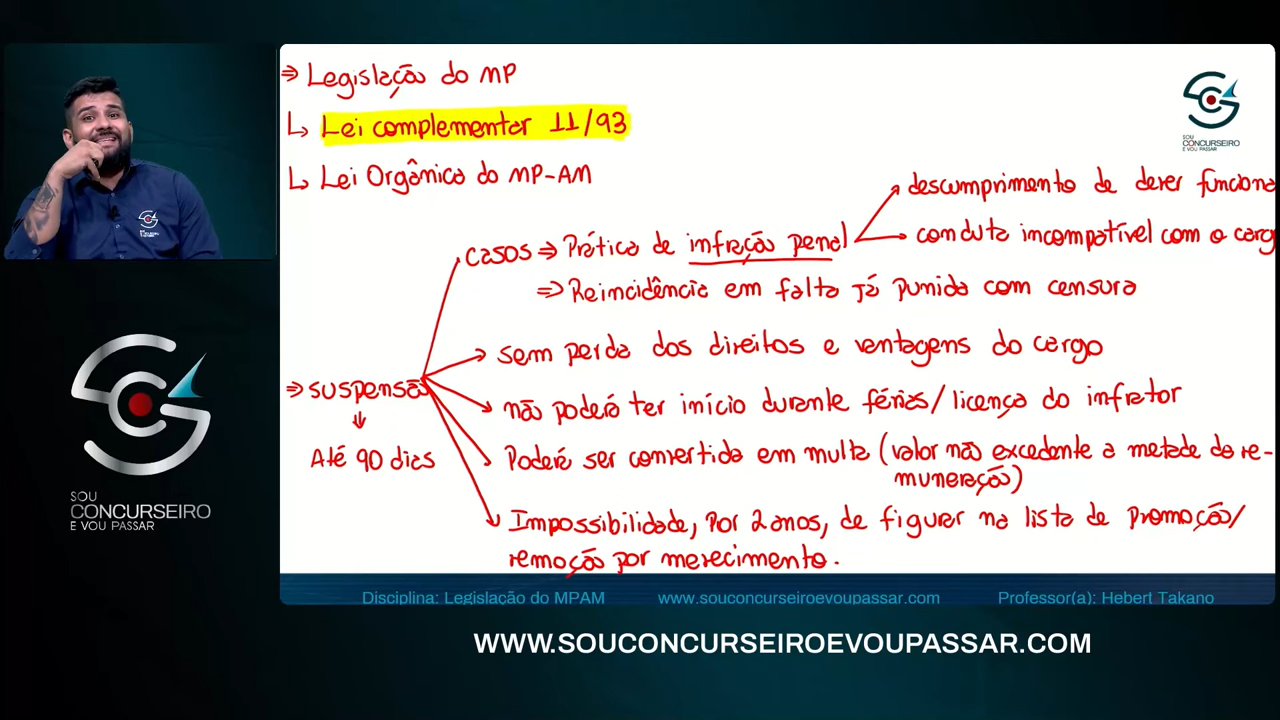 ⇒ Legislação do MP
↳ Lei complementar 11/93
↳ Lei Orgânica do MP-AM
SOU
CONCURSEIRO
E VOU PASSAR
descumprimento de dever funciona
casos ⇒ Prática de infração penal
conduta incompatível com o cargo
⇒ Reincidência em falta já punida com censura
sem perda dos direitos e vantagens do cargo
⇒ suspensão
não poderá ter início durante férias/licença do infrator
Até 90 dias
Poderá ser convertida em multa (valor não excedente a metade da re-
muneração)
Impossibilidade, por 2 anos, de figurar na lista de promoção/
remoção por merecimento.
SOU
CONCURSEIRO
E VOU PASSAR
Disciplina: Legislação do MPAM www.souconcurseiroevoupassar.com Professor(a): Hebert Takano
WWW.SOUCONCURSEIROEVOUPASSAR.COM